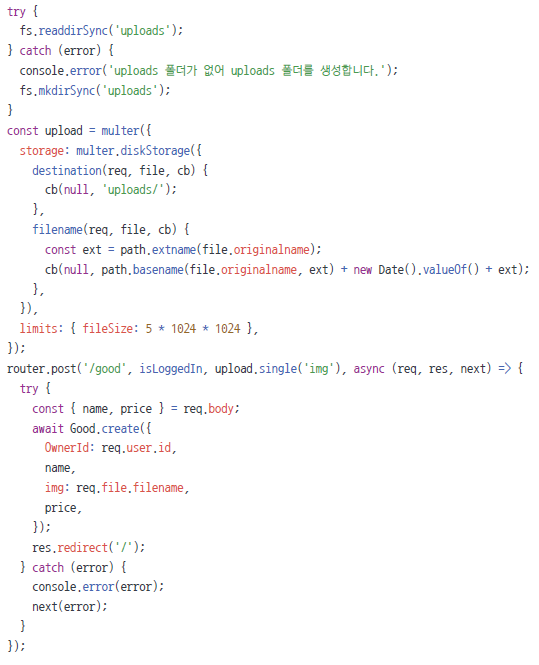 try {
  fs.readdirSync('uploads');
} catch (error) {
  console.error('uploads 폴더가 없어 uploads 폴더를 생성합니다.');
  fs.mkdirSync('uploads');
}
const upload = multer({
  storage: multer.diskStorage({
    destination(req, file, cb) {
      cb(null, 'uploads/');
    },
    filename(req, file, cb) {
      const ext = path.extname(file.originalname);
      cb(null, path.basename(file.originalname, ext) + new Date().valueOf() + ext);
    },
  }),
  limits: { fileSize: 5 * 1024 * 1024 },
});
router.post('/good', isLoggedIn, upload.single('img'), async (req, res, next) => {
  try {
    const { name, price } = req.body;
    await Good.create({
      OwnerId: req.user.id,
      name,
      img: req.file.filename,
      price,
    });
    res.redirect('/');
  } catch (error) {
    console.error(error);
    next(error);
  }
});